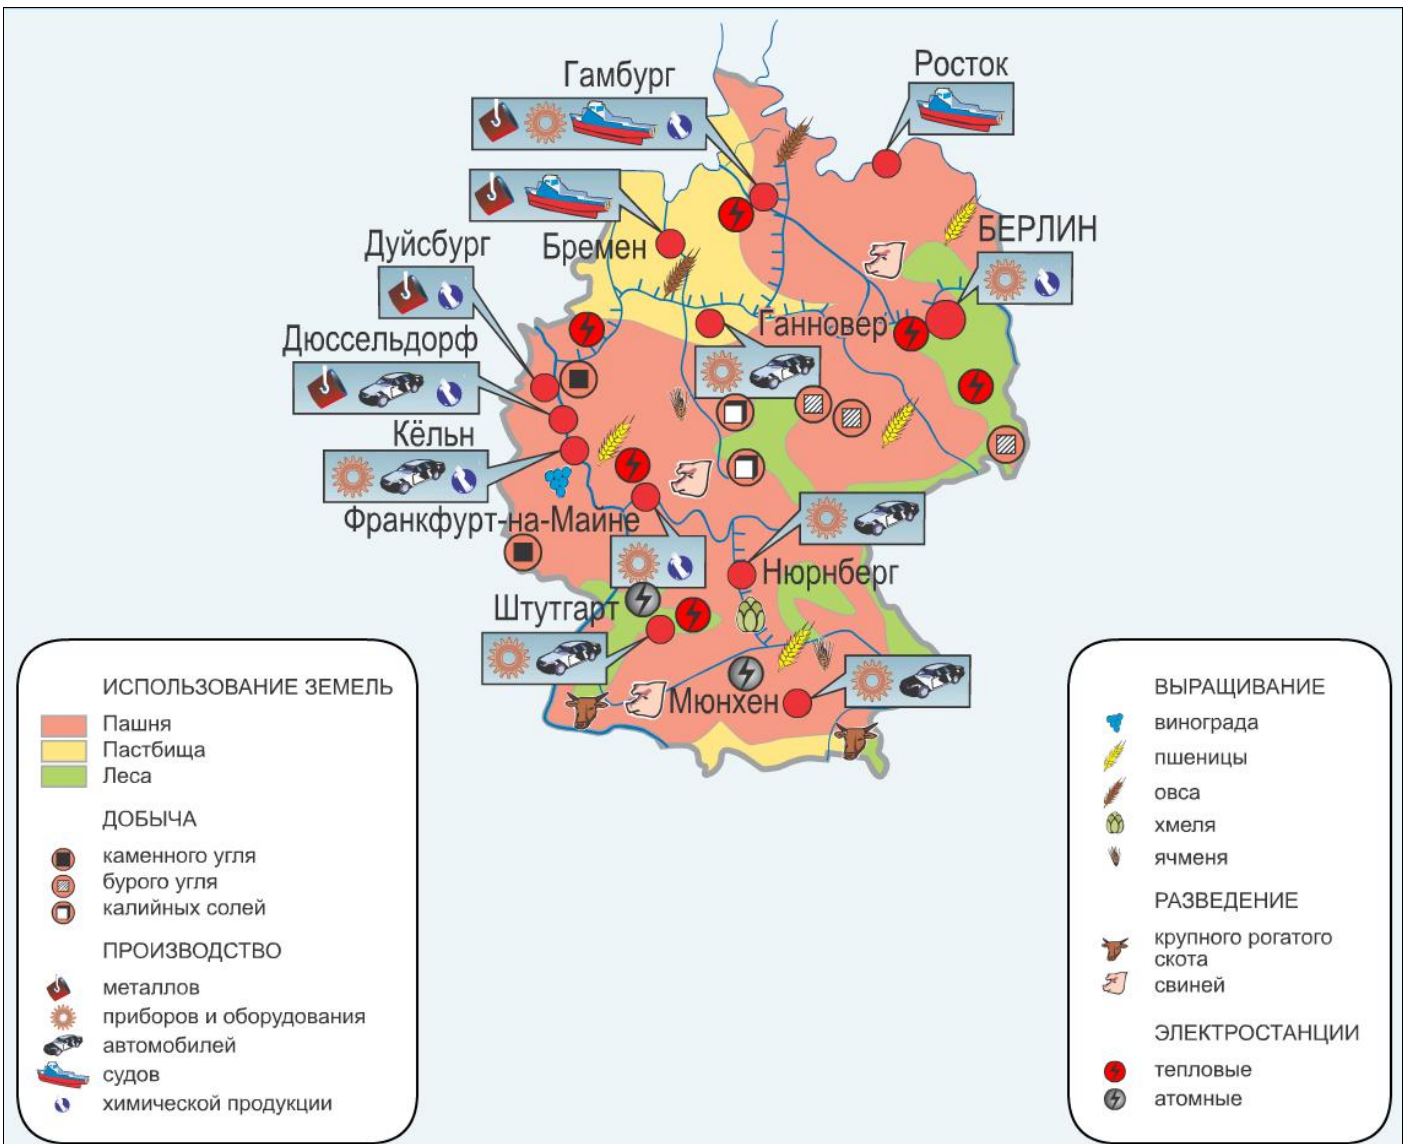 Гамбург
Росток
Бремен
БЕРЛИН
Дуйсбург
Дюссельдорф
Ганновер
Кёльн
Франкфурт-на-Майне
Нюрнберг
Штутгарт
Мюнхен
ИСПОЛЬЗОВАНИЕ ЗЕМЕЛЬ
Пашня
Пастбища
Леса
ДОБЫЧА
каменного угля
бурого угля
калийных солей
ПРОИЗВОДСТВО
металлов
приборов и оборудования
автомобилей
судов
химической продукции
ВЫРАЩИВАНИЕ
винограда
пшеницы
овса
хмеля
ячменя
РАЗВЕДЕНИЕ
крупного рогатого
скота
свиней
ЭЛЕКТРОСТАНЦИИ
тепловые
атомные